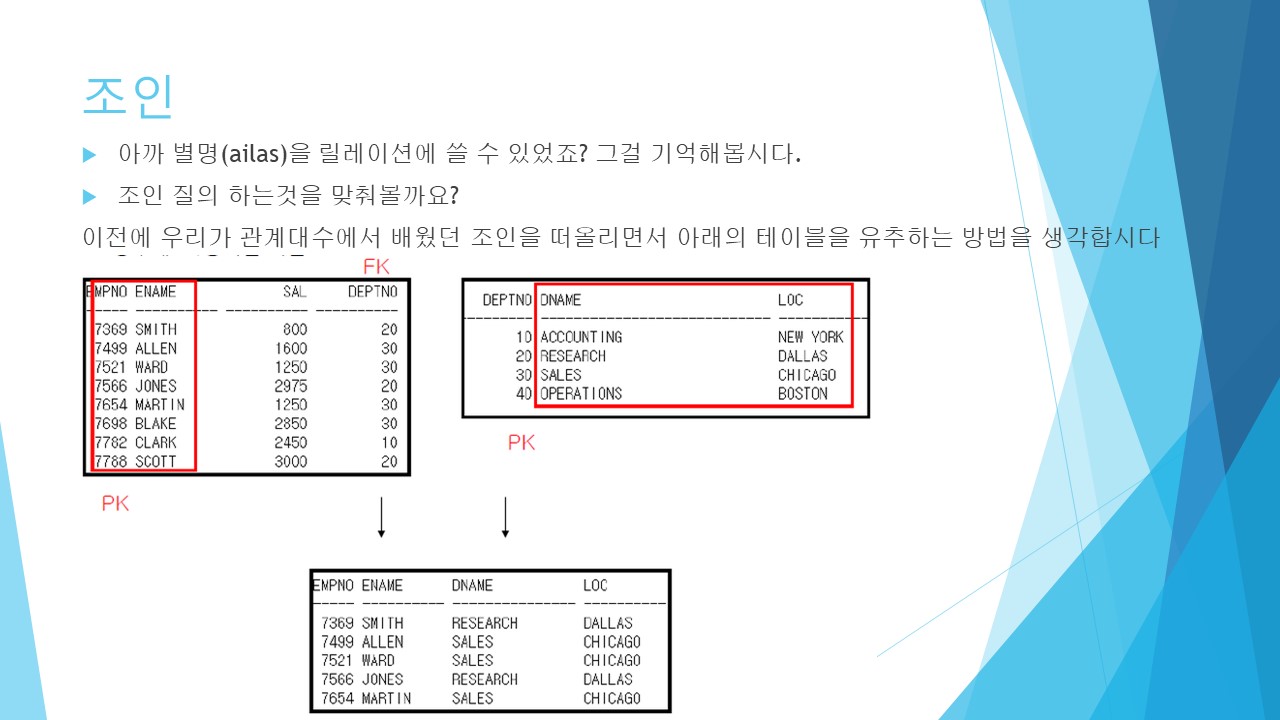 조인
아까 별명(ailas)을 릴레이션에 쓸 수 있었죠? 그걸 기억해봅시다.
조인 질의 하는것을 맞춰볼까요?
이전에 우리가 관계대수에서 배웠던 조인을 떠올리면서 아래의 테이블을 유추하는 방법을 생각합시다
FK
EMPNO ENAME SAL DEPTNO
7369 SMITH 800 20
7499 ALLEN 1600 30
7521 WARD 1250 30
7566 JONES 2975 20
7654 MARTIN 1250 30
7698 BLAKE 2850 30
7782 CLARK 2450 10
7788 SCOTT 3000 20
PK
DEPTNO DNAME LOC
10 ACCOUNTING NEW YORK
20 RESEARCH DALLAS
30 SALES CHICAGO
40 OPERATIONS BOSTON
PK
EMPNO ENAME DNAME LOC
7369 SMITH RESEARCH DALLAS
7499 ALLEN SALES CHICAGO
7521 WARD SALES CHICAGO
7566 JONES RESEARCH DALLAS
7654 MARTIN SALES CHICAGO